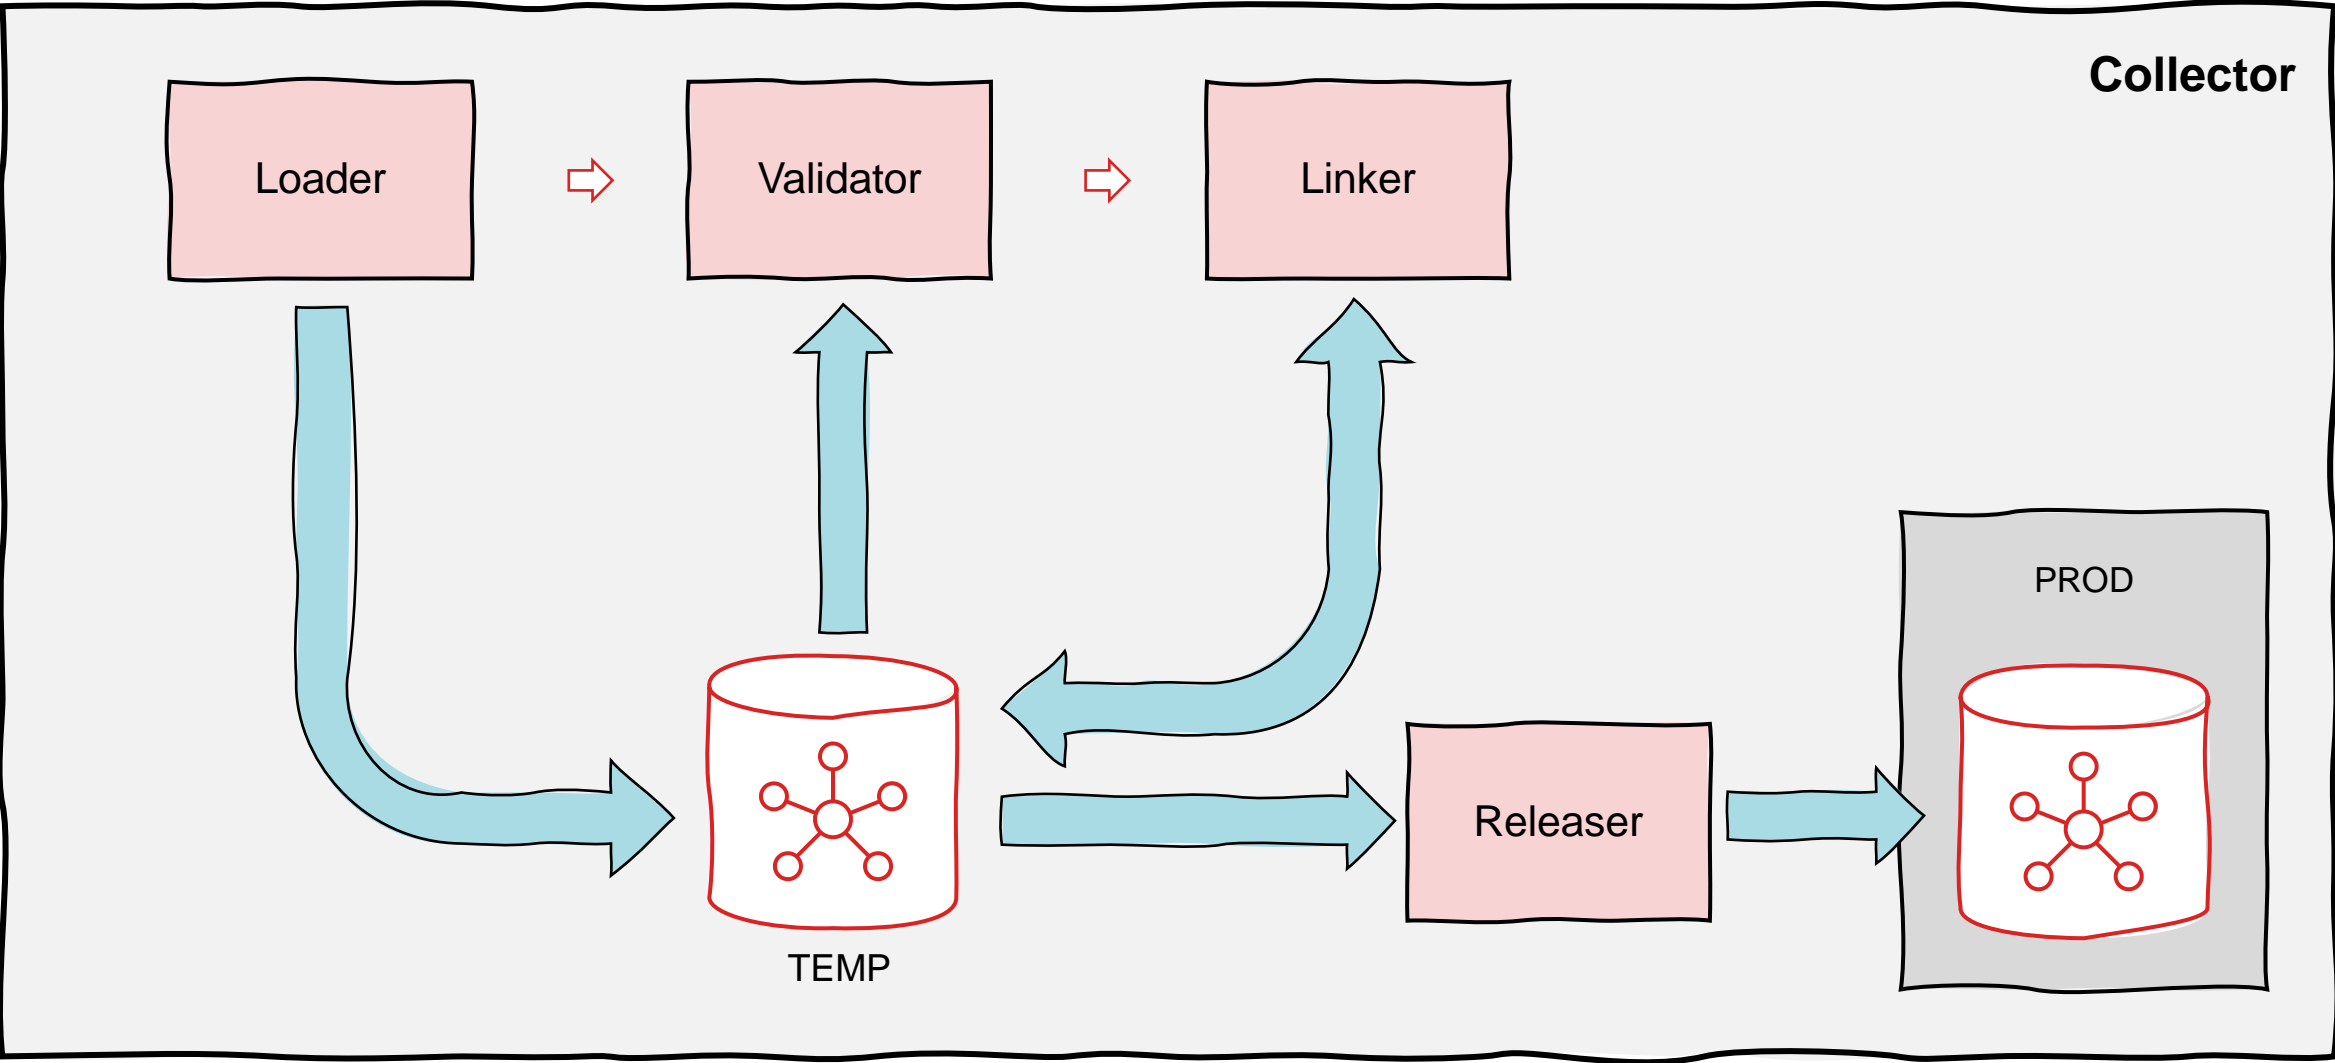 Collector
Loader
Validator
Linker
PROD
Releaser
TEMP